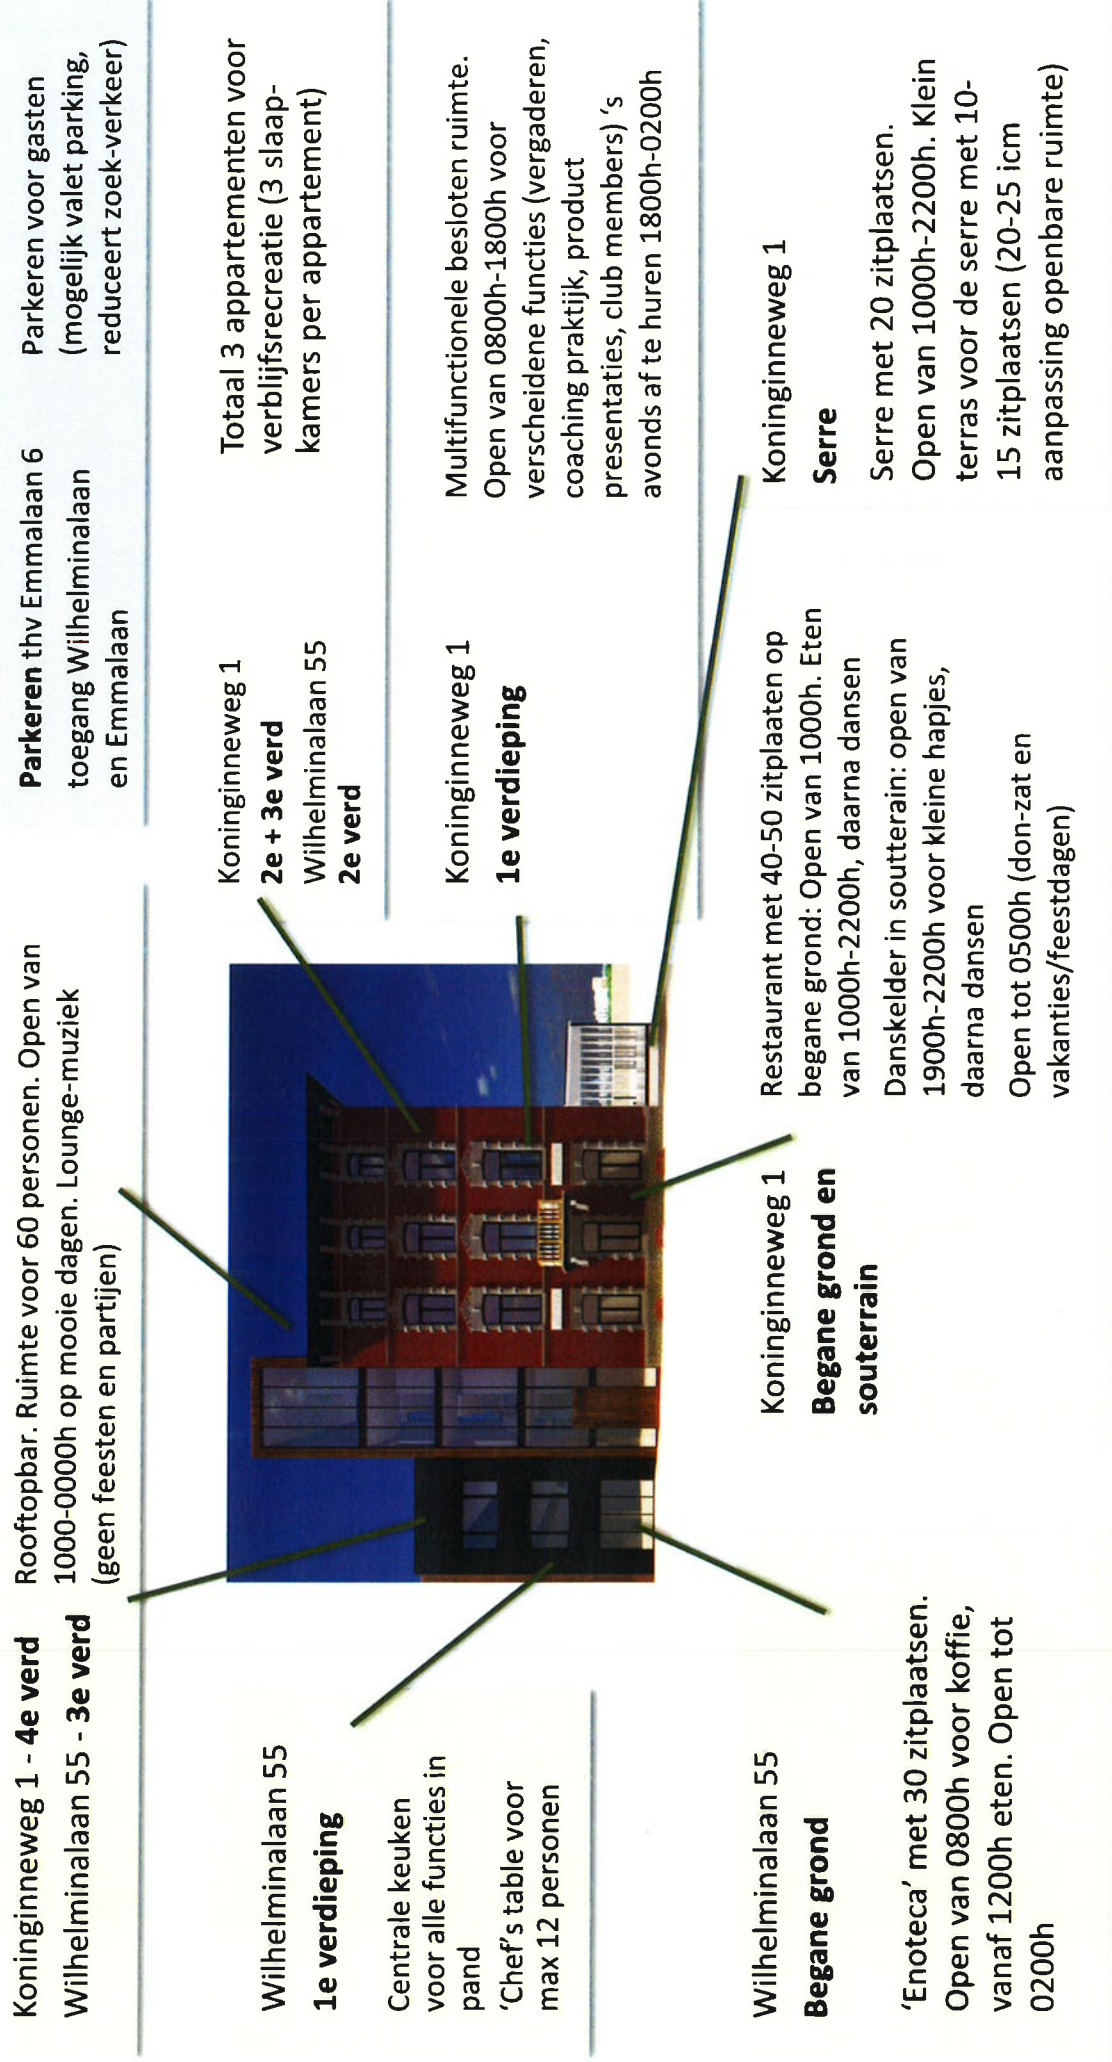 Koninginneweg 1 - 4e verd
Wilhelminalaan 55 - 3e verd
Rooftopbar. Ruimte voor 60 personen. Open van
1000-0000h op mooie dagen. Lounge-muziek
(geen feesten en partijen)
Parkeren thv Emmalaan 6
toegang Wilhelminalaan
en Emmalaan
Parkeren voor gasten
(mogelijk valet parking,
reduceert zoek-verkeer)
Koninginneweg 1
2e + 3e verd
Wilhelminalaan 55
2e verd
Totaal 3 appartementen voor
verblijfsrecreatie (3 slaap-
kamers per appartement)
Wilhelminalaan 55
1e verdieping
Centrale keuken
voor alle functies in
pand
'Chef's table voor
max 12 personen
Koninginneweg 1
1e verdieping
Multifunctionele besloten ruimte.
Open van 0800h-1800h voor
verscheidene functies (vergaderen,
coaching praktijk, product
presentaties, club members) 's
avonds af te huren 1800h-0200h
Wilhelminalaan 55
Begane grond
'Enoteca' met 30 zitplaatsen.
Open van 0800h voor koffie,
vanaf 1200h eten. Open tot
0200h
Koninginneweg 1
Begane grond en
souterrain
Restaurant met 40-50 zitplaaten op
begane grond: Open van 1000h. Eten
van 1000h-2200h, daarna dansen
Danskelder in soutterain: open van
1900h-2200h voor kleine hapjes,
daarna dansen
Open tot 0500h (don-zat en
vakanties/feestdagen)
Koninginneweg 1
Serre
Serre met 20 zitplaatsen.
Open van 1000h-2200h. Klein
terras voor de serre met 10-
15 zitplaatsen (20-25 icm
aanpassing openbare ruimte)